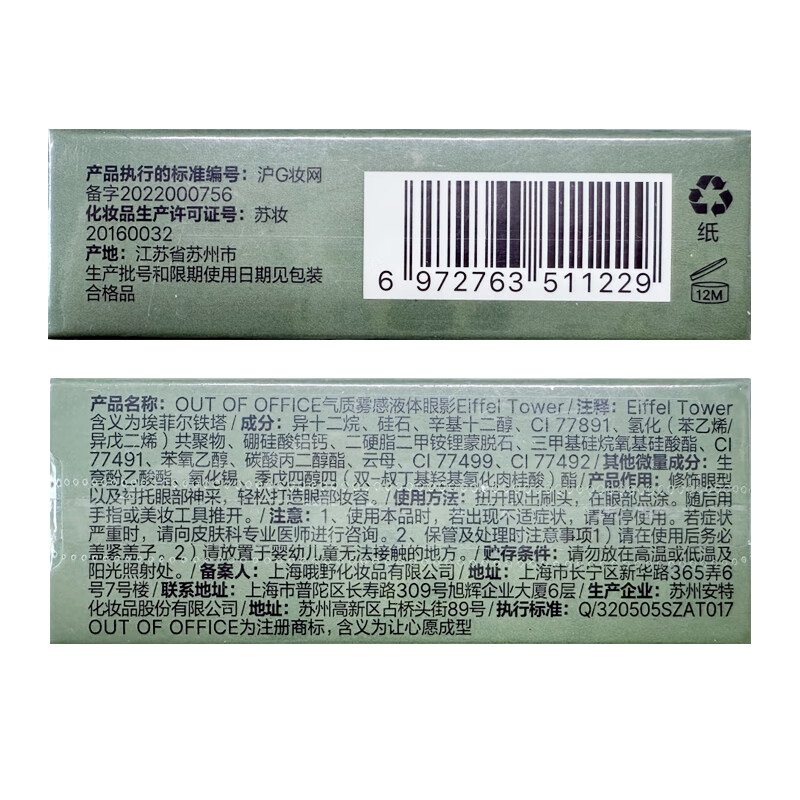 产品执行的标准编号：沪G妆网
备字2022000756
化妆品生产许可证号：苏妆
20160032
产地：江苏省苏州市
生产批号和限期使用日期见包装
合格品
6 972763 511229
纸
12M
产品名称：OUT OF OFFICE气质雾感液体眼影Eiffel Tower/注释：Eiffel Tower
含义为埃菲尔铁塔/成分：异十二烷、硅石、辛基十二醇、CI 77891、氢化（苯乙烯/
异戊二烯）共聚物、硼硅酸铝钙、二硬脂二甲铵锂蒙脱石、三甲基硅烷氧基硅酸酯、CI
77491、苯氧乙醇、碳酸丙二醇酯、云母、CI 77499、CI 77492/其他微量成分：生
育酚乙酸酯、氧化锡、季戊四醇四（双-叔丁基羟基氢化肉桂酸）酯/产品作用：修饰眼型
以及衬托眼部神采，轻松打造眼部妆容。/使用方法：扭开取出刷头，在眼部点涂。随后用
手指或美妆工具推开。/注意：1、使用本品时，若出现不适症状，请暂停使用。若症状
严重时，请向皮肤科专业医师进行咨询。2、保管及处理时注意事项1）请在使用后务必
盖紧盖子。2）请放置于婴幼儿童无法接触的地方。/贮存条件：请勿放在高温或低温及
阳光照射处。/备案人：上海哦野化妆品有限公司/地址：上海市长宁区新华路365弄6
号7号楼/联系地址：上海市普陀区长寿路309号旭辉企业大厦6层/生产企业：苏州安特
化妆品股份有限公司/地址：苏州高新区占桥头街89号/执行标准：Q/320505SZAT017
OUT OF OFFICE为注册商标，含义为让心愿成型